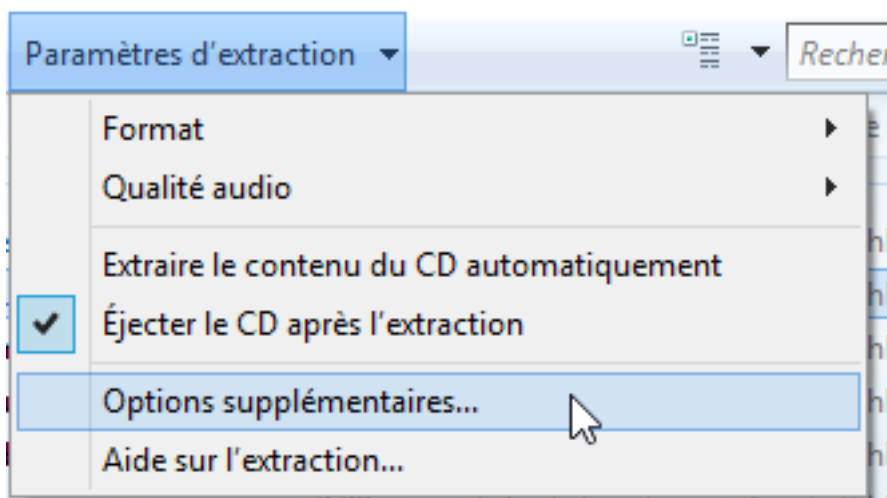 Paramètres d'extraction
Format
Qualité audio
Extraire le contenu du CD automatiquement
Éjecter le CD après l'extraction
Options supplémentaires...
Aide sur l'extraction...